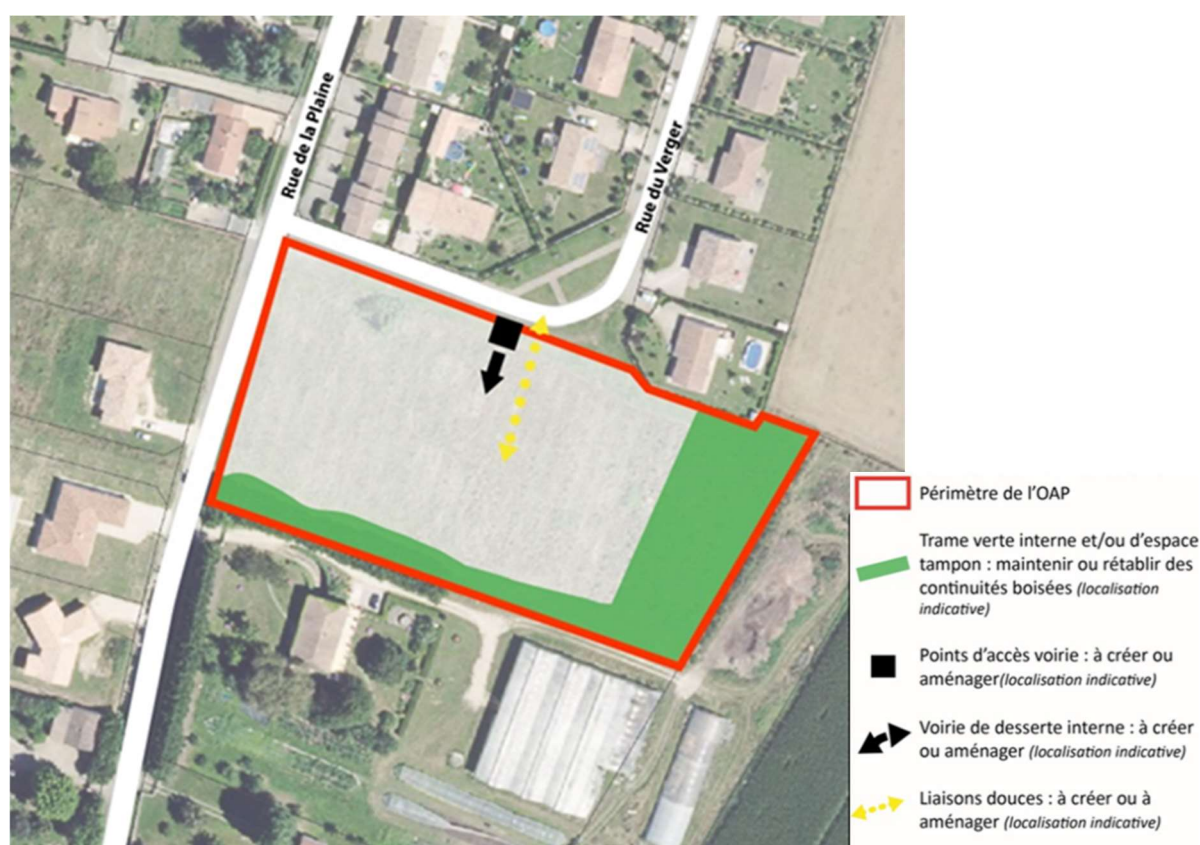 Rue de la Plaine
Rue du Verger
Périmètre de l'OAP
Trame verte interne et/ou d'espace
tampon : maintenir ou rétablir des
continuités boisées (localisation
indicative)
Points d'accès voirie : à créer ou
aménager(localisation indicative)
Voirie de desserte interne : à créer
ou aménager (localisation indicative)
Liaisons douces : à créer ou à
aménager (localisation indicative)